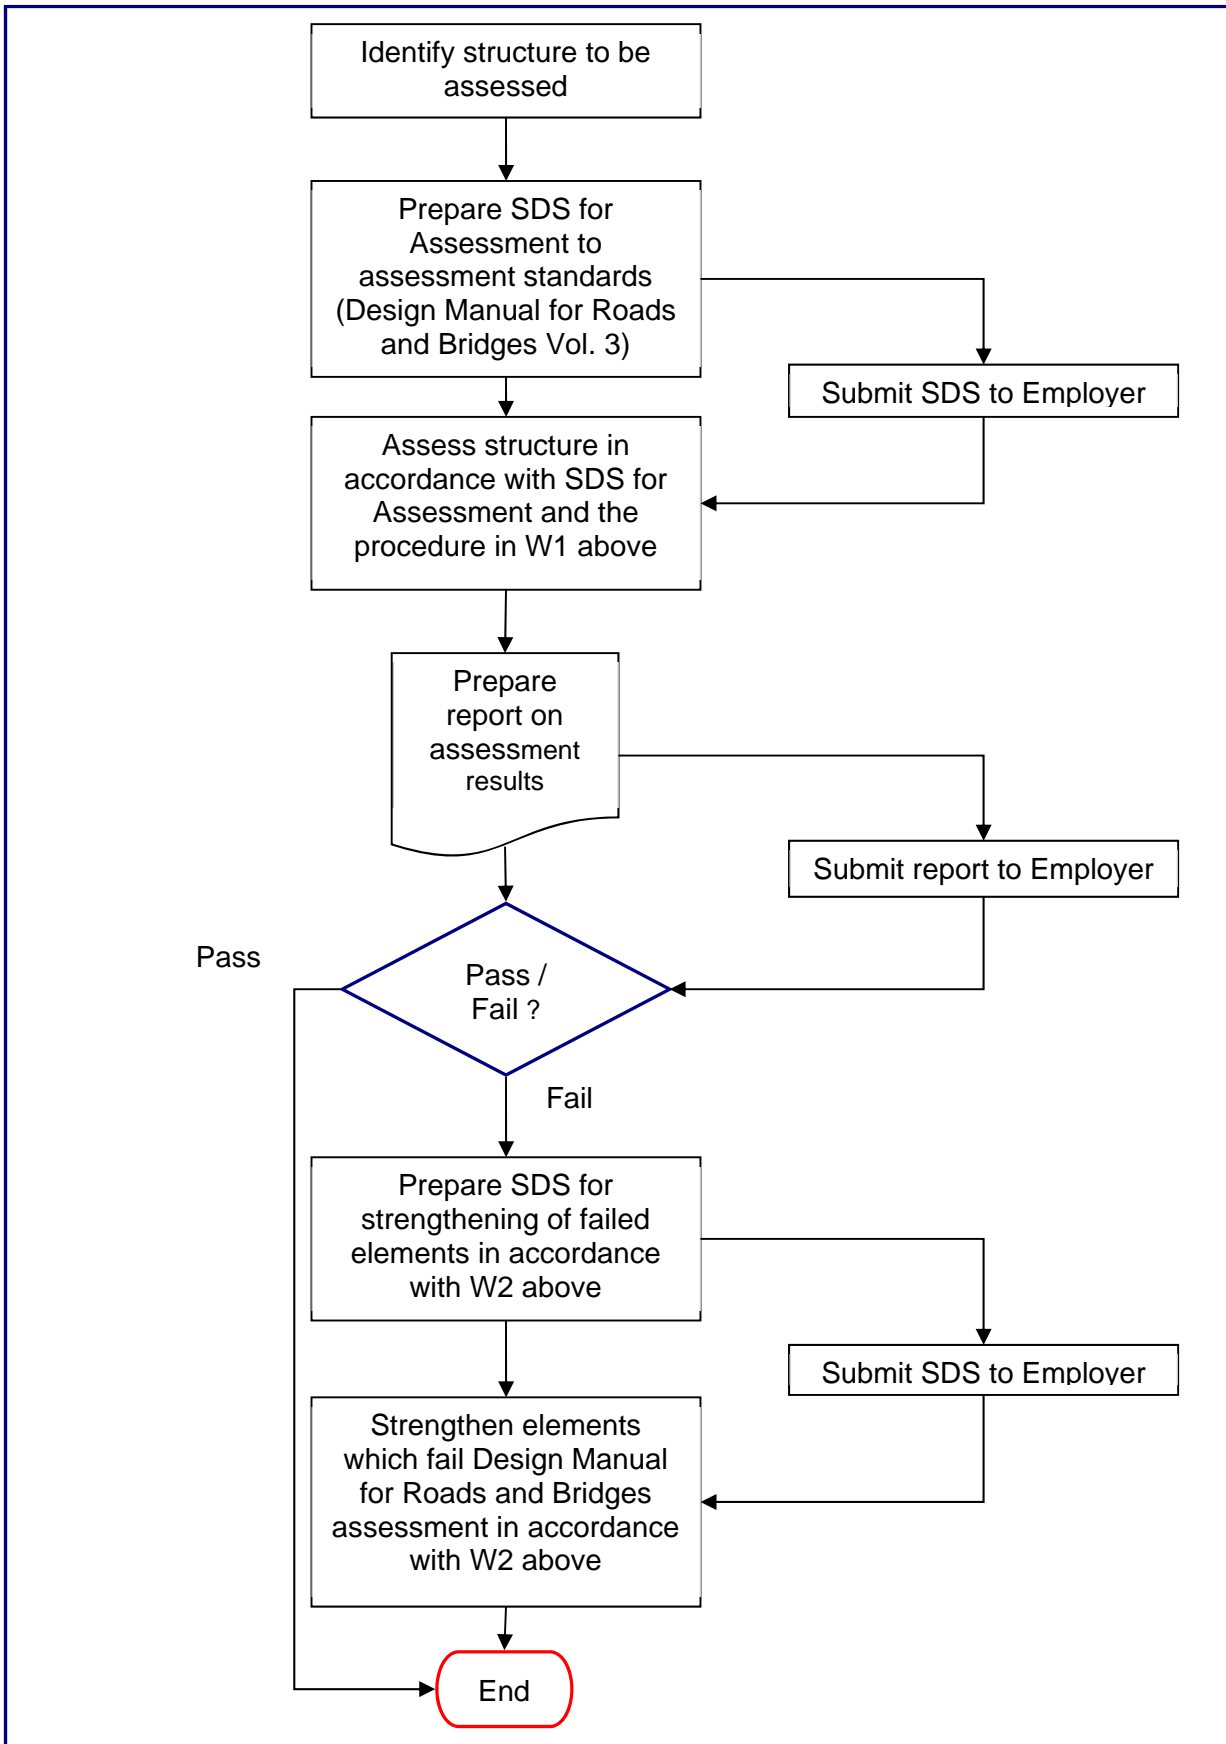 Identify structure to be
assessed
Prepare SDS for
Assessment to
assessment standards
(Design Manual for Roads
and Bridges Vol. 3)
Submit SDS to Employer
Assess structure in
accordance with SDS for
Assessment and the
procedure in W1 above
Prepare
report on
assessment
results
Submit report to Employer
Pass
Pass /
Fail ?
Fail
Prepare SDS for
strengthening of failed
elements in accordance
with W2 above
Submit SDS to Employer
Strengthen elements
which fail Design Manual
for Roads and Bridges
assessment in accordance
with W2 above
End